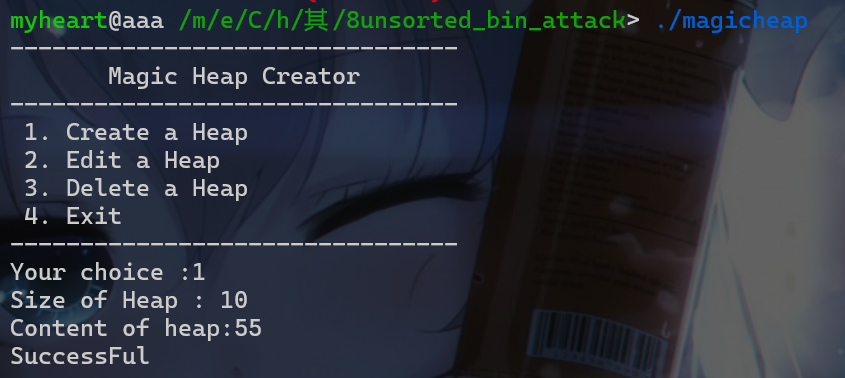 myheart@aaa /m/e/C/h/其/8unsorted_bin_attack> ./magicheap
--------------------------------
       Magic Heap Creator
--------------------------------
 1. Create a Heap
 2. Edit a Heap
 3. Delete a Heap
 4. Exit
--------------------------------
Your choice :1
Size of Heap : 10
Content of heap:55
SuccessFul